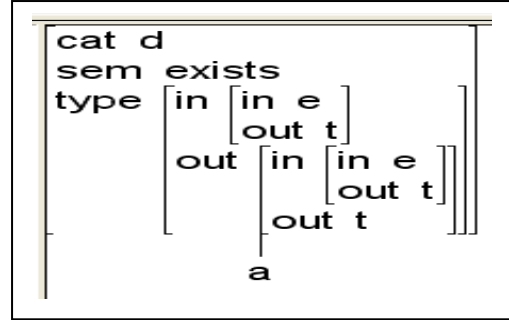 cat d
sem exists
type in in e
out t
out in in e
out t
out t
a